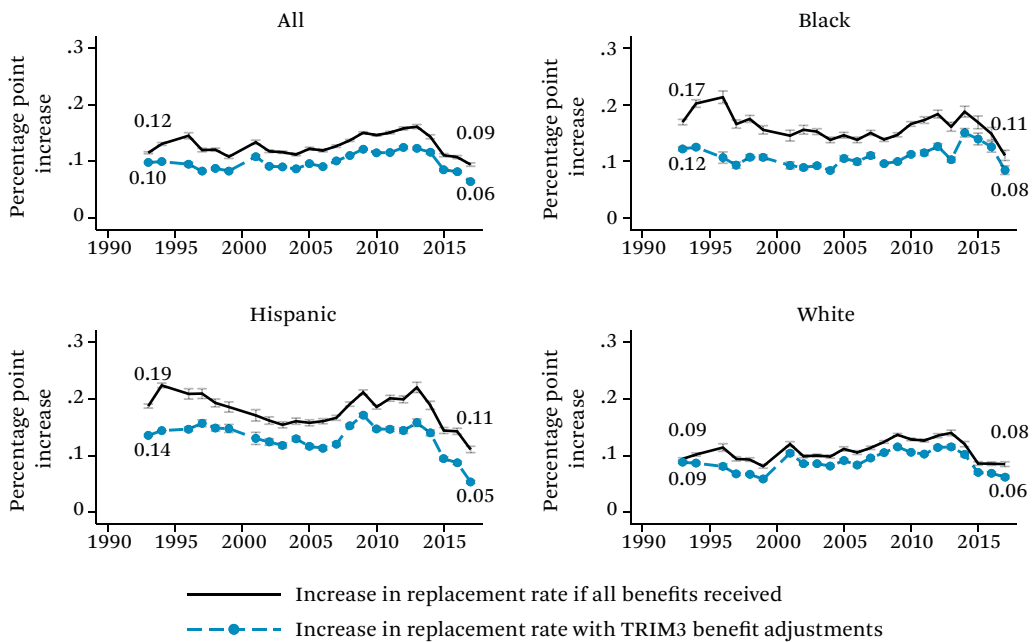 All
Percentage point
increase
.3
.2
.1
0
0.12
0.10
0.09
0.06
1990 1995 2000 2005 2010 2015
Black
Percentage point
increase
.3
.2
.1
0
0.17
0.12
0.11
0.08
1990 1995 2000 2005 2010 2015
Hispanic
Percentage point
increase
.3
.2
.1
0
0.19
0.14
0.11
0.05
1990 1995 2000 2005 2010 2015
White
Percentage point
increase
.3
.2
.1
0
0.09
0.09
0.08
0.06
1990 1995 2000 2005 2010 2015
Increase in replacement rate if all benefits received
Increase in replacement rate with TRIM3 benefit adjustments